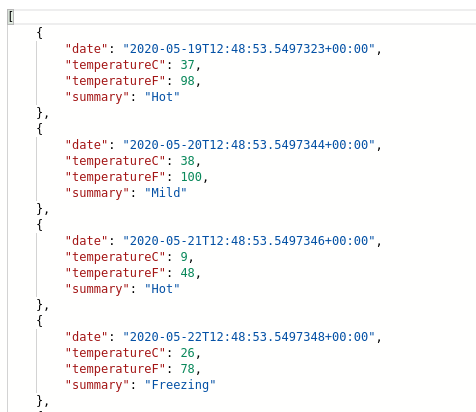 [
    {
        "date": "2020-05-19T12:48:53.5497323+00:00",
        "temperatureC": 37,
        "temperatureF": 98,
        "summary": "Hot"
    },
    {
        "date": "2020-05-20T12:48:53.5497344+00:00",
        "temperatureC": 38,
        "temperatureF": 100,
        "summary": "Mild"
    },
    {
        "date": "2020-05-21T12:48:53.5497346+00:00",
        "temperatureC": 9,
        "temperatureF": 48,
        "summary": "Hot"
    },
    {
        "date": "2020-05-22T12:48:53.5497348+00:00",
        "temperatureC": 26,
        "temperatureF": 78,
        "summary": "Freezing"
    },